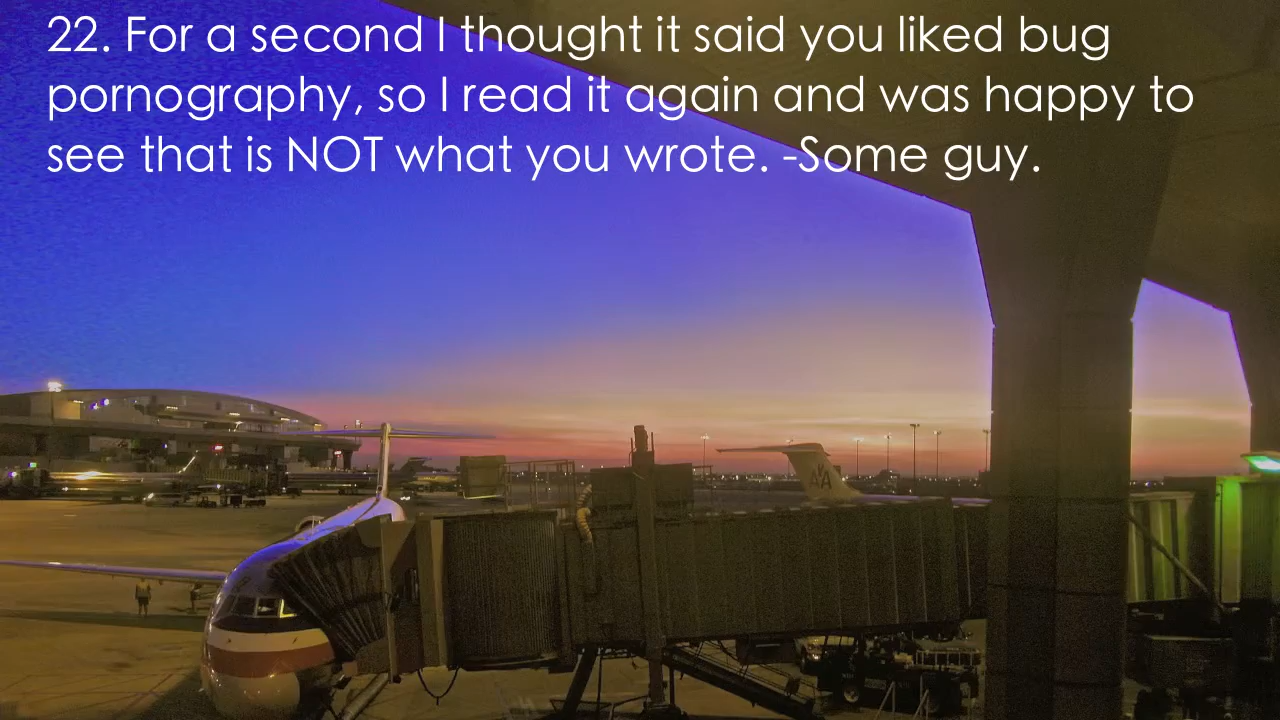 22. For a second I thought it said you liked bug
pornography, so I read it again and was happy to
see that is NOT what you wrote. -Some guy.
AA